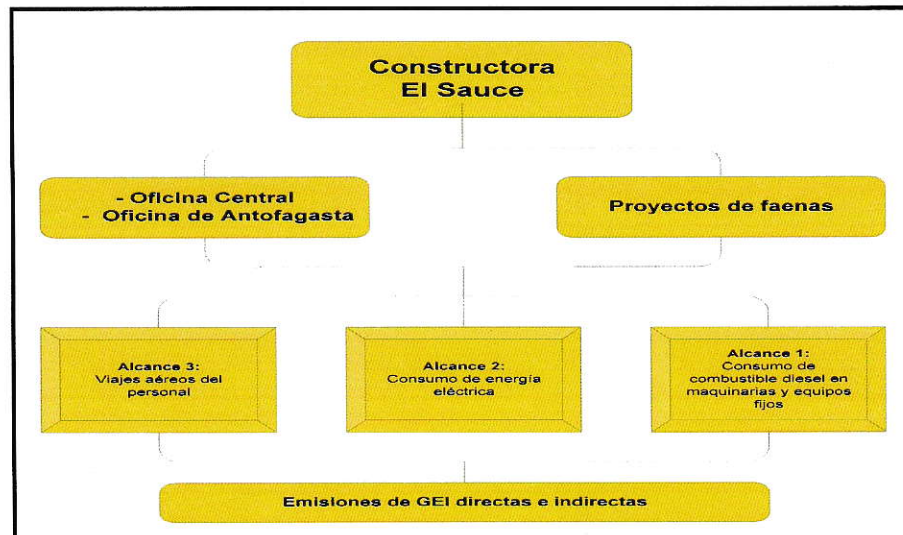 Constructora
El Sauce
- Oficina Central
- Oficina de Antofagasta
Proyectos de faenas
Alcance 3:
Viajes aéreos del
personal
Alcance 2:
Consumo de energía
eléctrica
Alcance 1:
Consumo de
combustible diesel en
maquinarias y equipos
fijos
Emisiones de GEI directas e indirectas